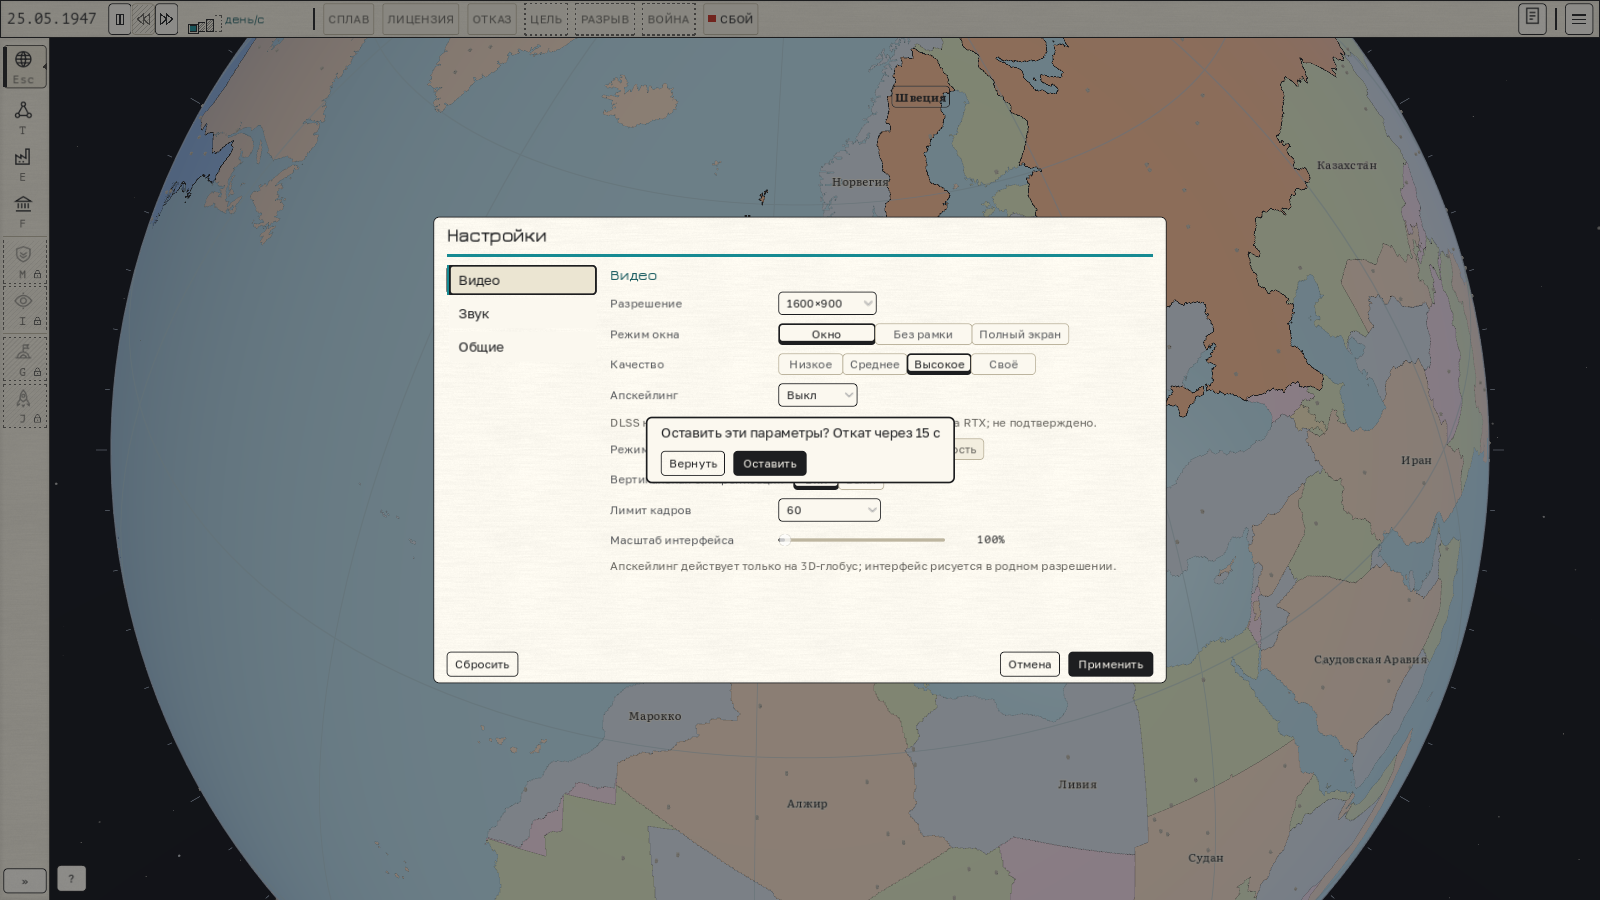 25.05.1947 день/с СПЛАВ ЛИЦЕНЗИЯ ОТКАЗ ЦЕЛЬ РАЗРЫВ ВОЙНА СБОЙ
Esc
T
E
F
M
I
G
J
»
?
Швеция
Норвегия
Казахстан
Иран
Саудовская Аравия
Марокко
Алжир
Ливия
Судан
Настройки
Видео
Звук
Общие
Видео
Разрешение 1600×900
Режим окна Окно Без рамки Полный экран
Качество Низкое Среднее Высокое Своё
Апскейлинг Выкл
DLSS RTX; не подтверждено.
Оставить эти параметры? Откат через 15 с
Вернуть Оставить
Лимит кадров 60
Масштаб интерфейса 100%
Апскейлинг действует только на 3D-глобус; интерфейс рисуется в родном разрешении.
Сбросить Отмена Применить